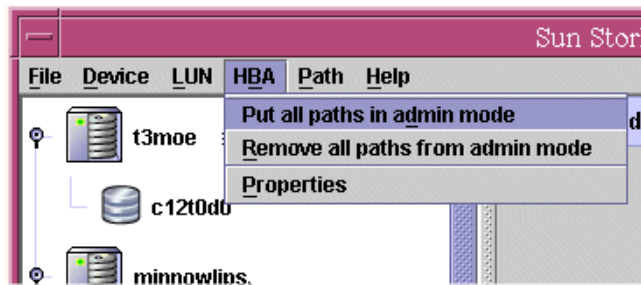 Sun Stor
File Device LUN HBA Path Help
Put all paths in admin mode
Remove all paths from admin mode
Properties
t3moe
c12t0d0
minnowlips.